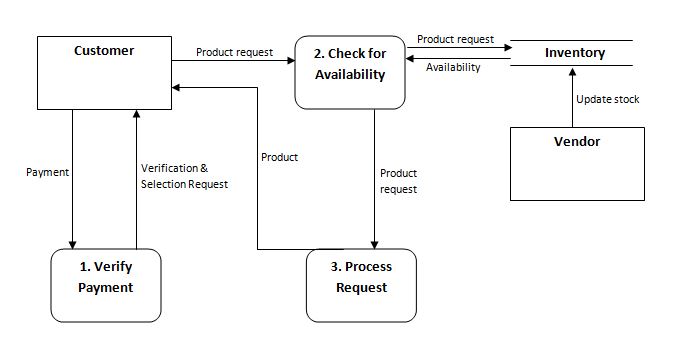 Customer
Product request
2. Check for
Availability
Product request
Availability
Inventory
Update stock
Vendor
Payment
Verification &
Selection Request
Product
Product
request
1. Verify
Payment
3. Process
Request